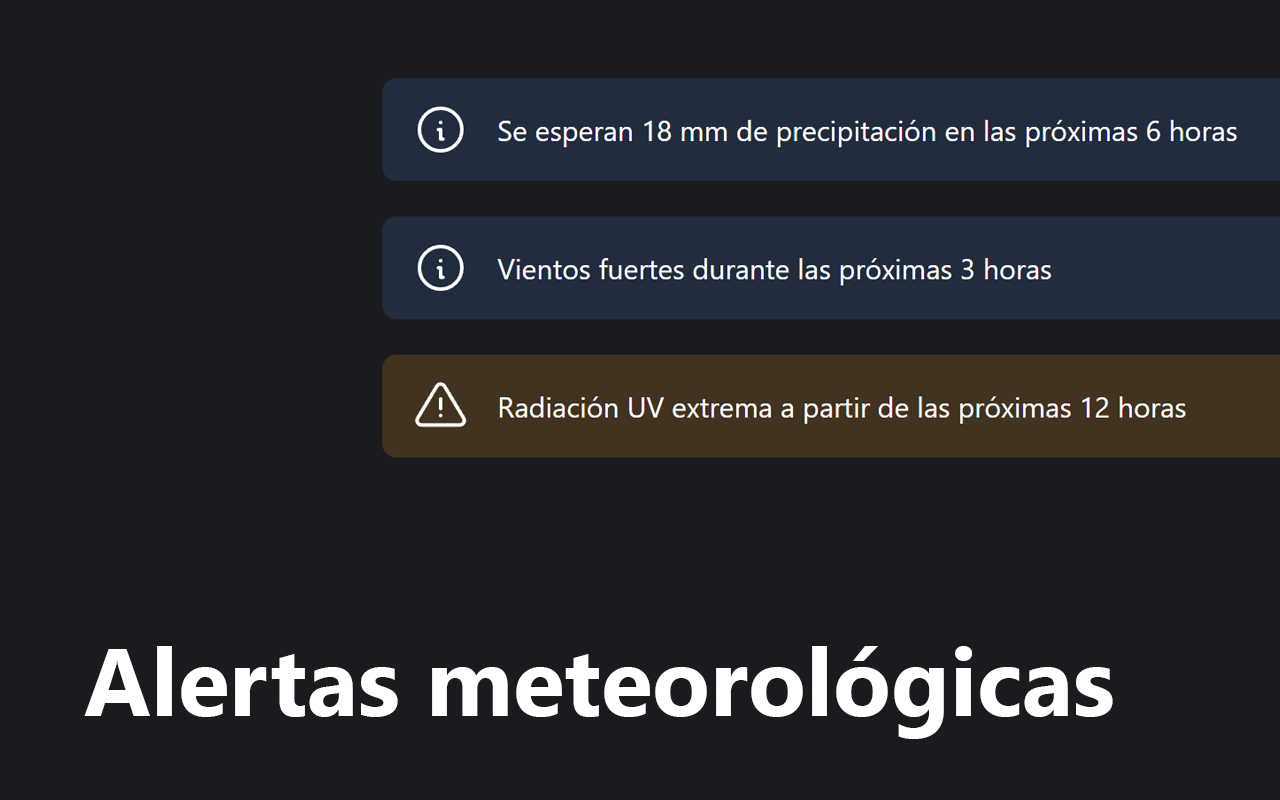 Se esperan 18 mm de precipitación en las próximas 6 horas
Vientos fuertes durante las próximas 3 horas
Radiación UV extrema a partir de las próximas 12 horas
Alertas meteorológicas